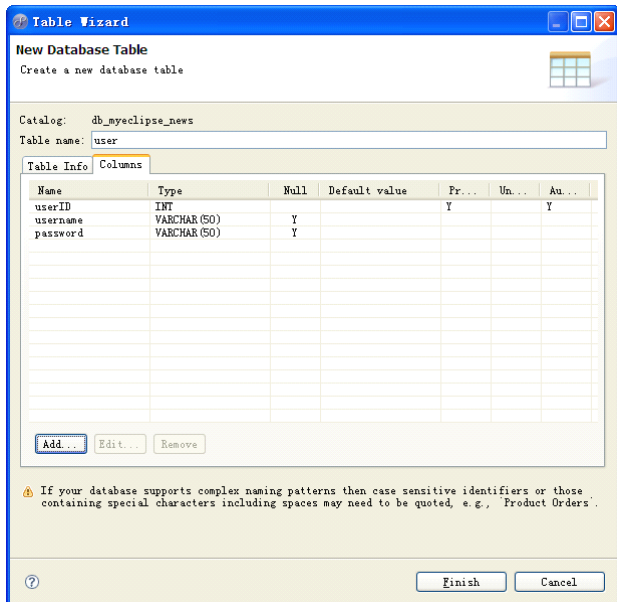 Table Wizard
New Database Table
Create a new database table
Catalog: db_myeclipse_news
Table name: user
Table Info Columns
Name Type Null Default value Pr... Un... Au...
userID INT Y Y
username VARCHAR(50) Y
password VARCHAR(50) Y
Add... Edit... Remove
If your database supports complex naming patterns then case sensitive identifiers or those
containing special characters including spaces may need to be quoted, e.g., `Product Orders`.
Finish Cancel